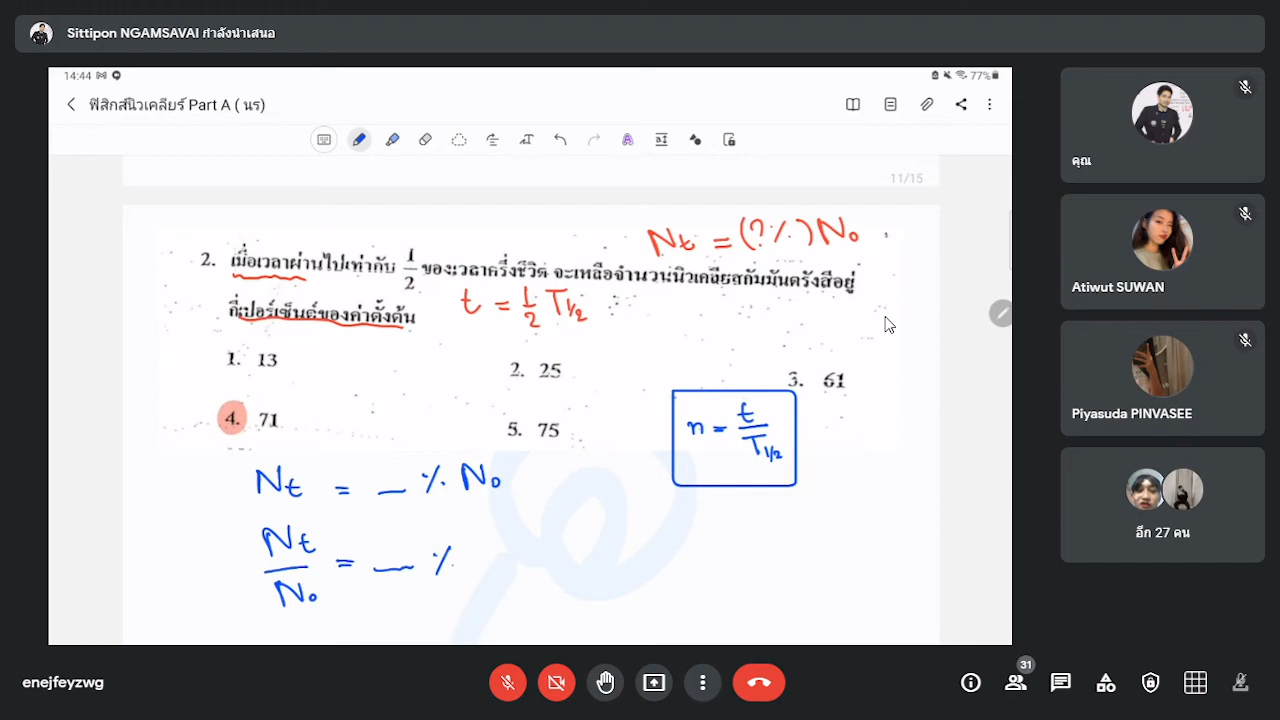 Sittipon NGAMSAVAI กำลังนำเสนอ
14:44
77%
ฟิสิกส์นิวเคลียร์ Part A ( นร)
11/15
Nt = (?%) N₀
2. เมื่อเวลาผ่านไปเท่ากับ 1/2 ของเวลาครึ่งชีวิต จะเหลือจำนวนนิวเคลียสกัมมันตรังสีอยู่
กี่เปอร์เซ็นต์ของค่าตั้งต้น
t = 1/2 T1/2
1. 13
2. 25
3. 61
4. 71
5. 75
n = t/T1/2
Nt = _ % N₀
Nt/N₀ = _ %
คุณ
Atiwut SUWAN
Piyasuda PINVASEE
อีก 27 คน
enejfeyzwg
31